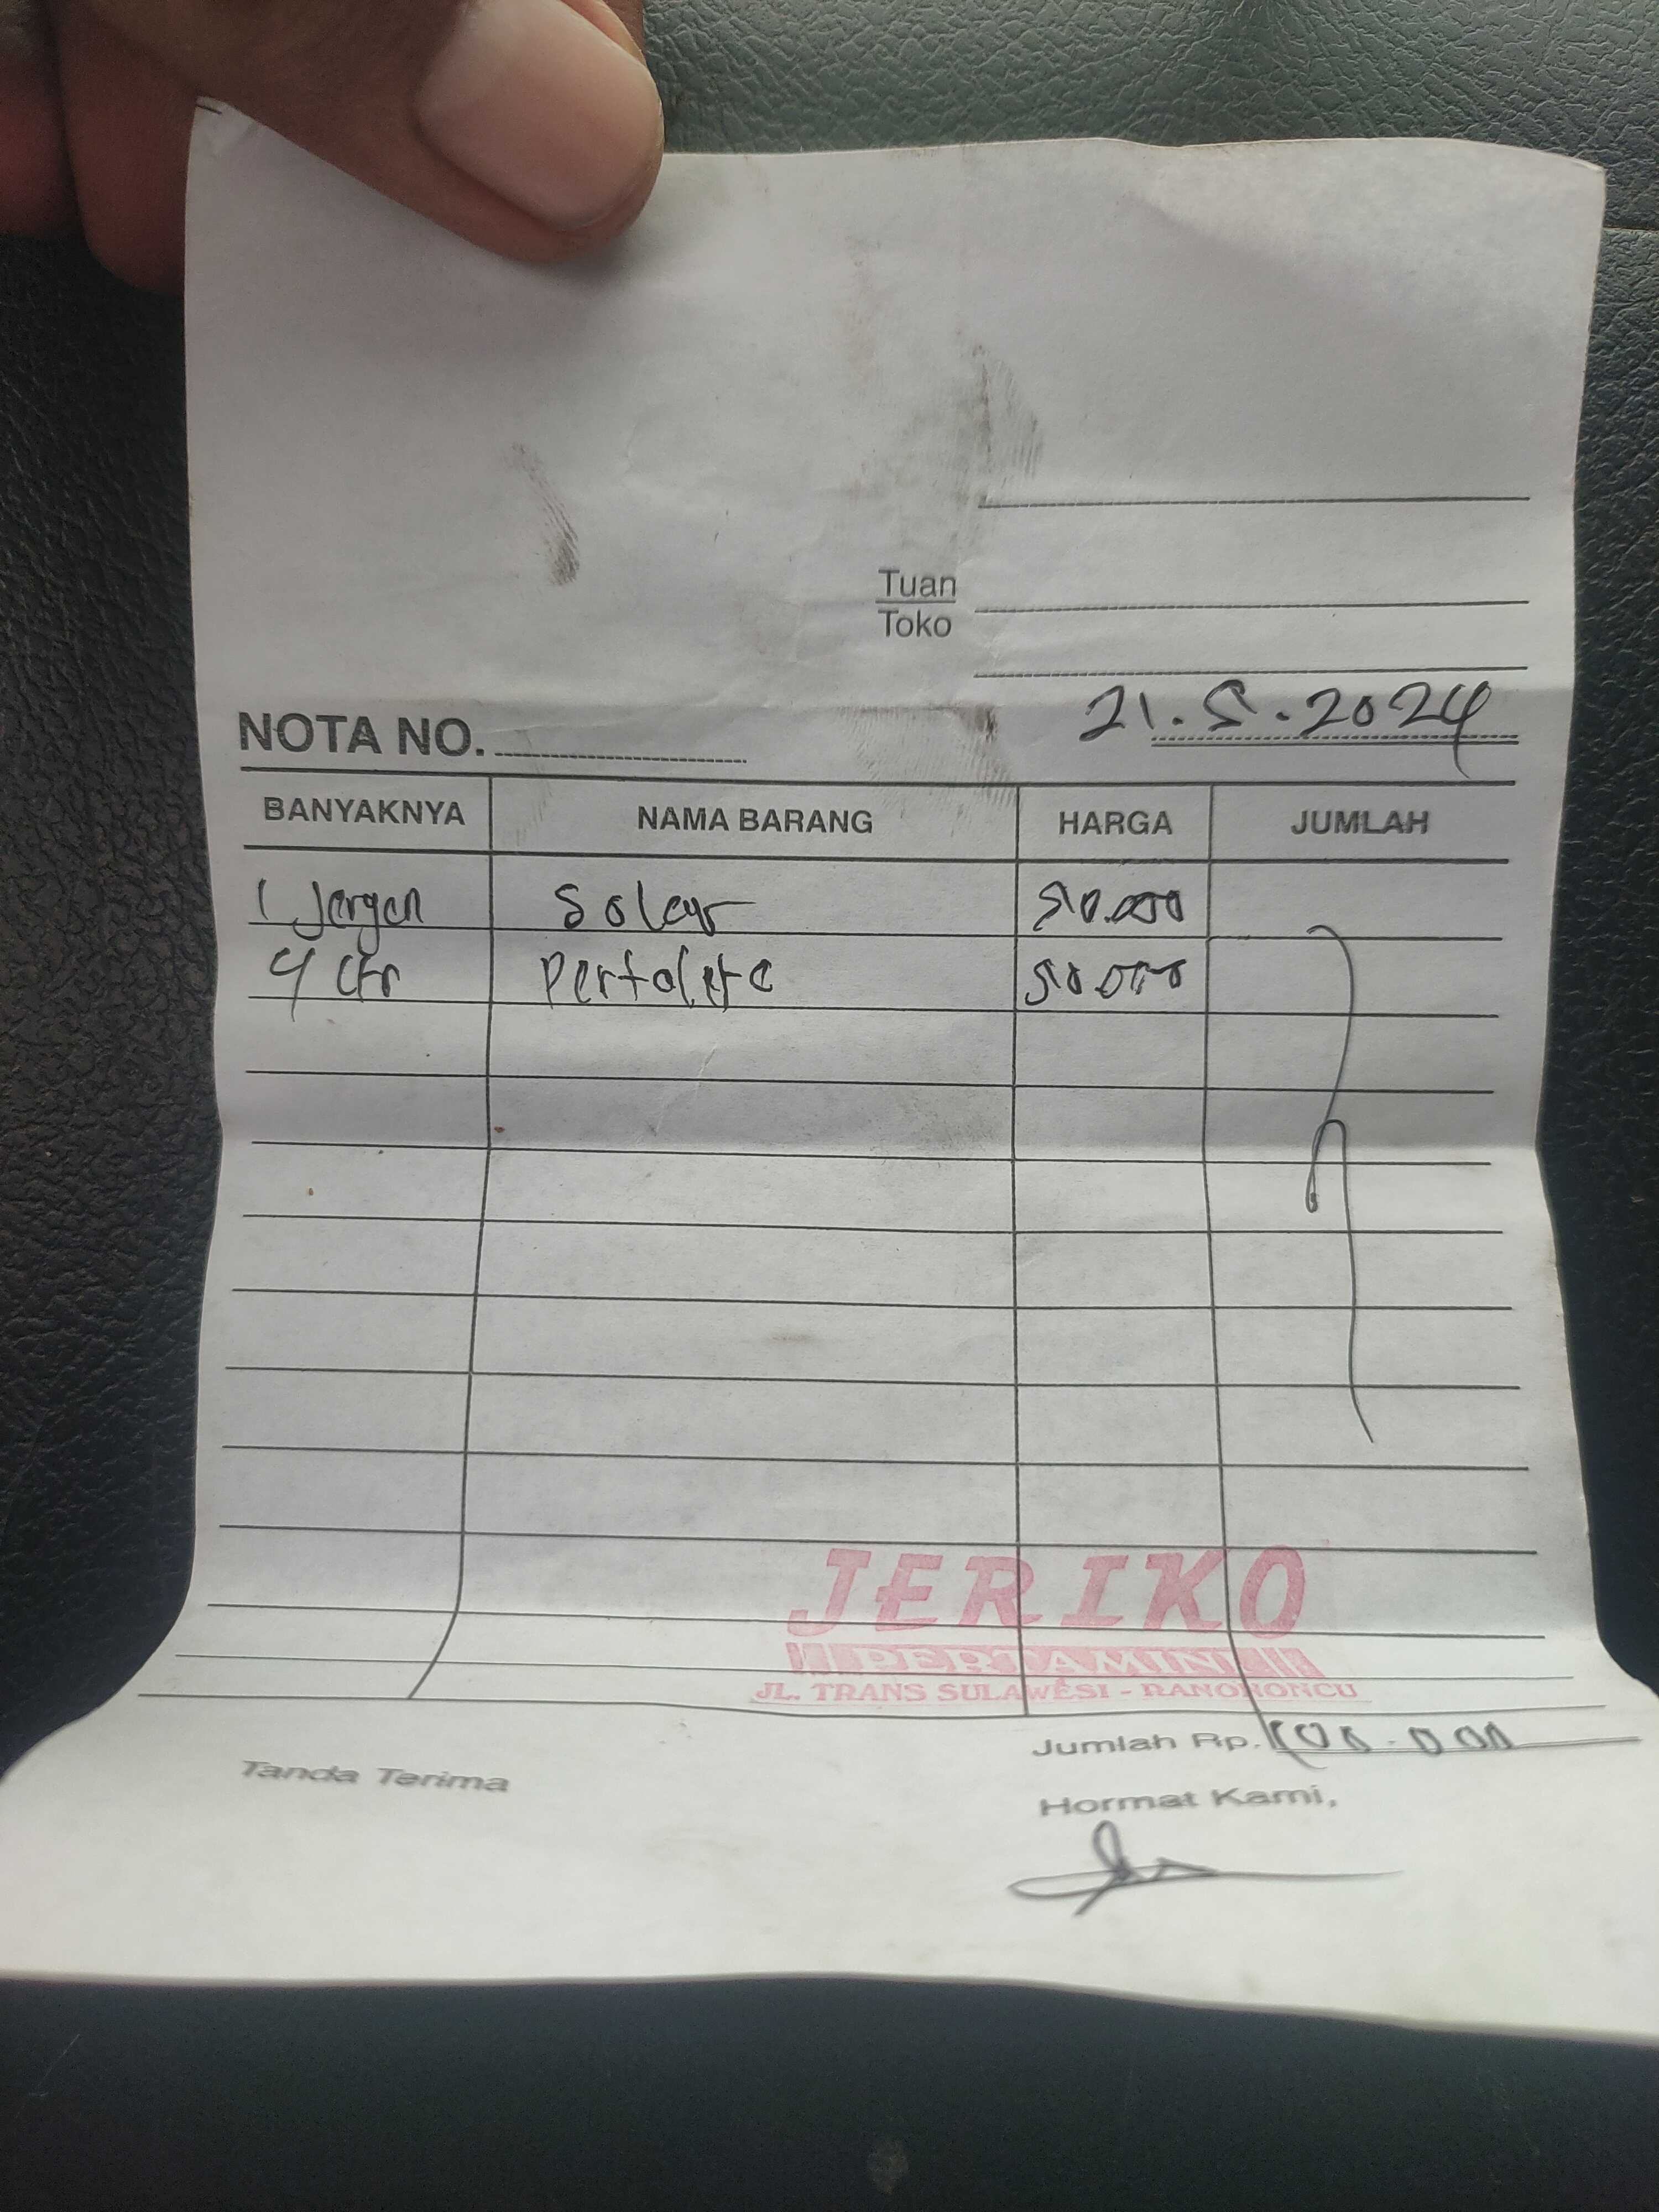 Tuan
Toko
21.5.2024
NOTA NO.
BANYAKNYA NAMA BARANG HARGA JUMLAH
1 Jergen Solar 50.000
4 Ltr Pertalite 50.000
JERIKO
PERTAMINI
JL. TRANS SULAWESI - RANONONCU
Jumlah Rp. 100.000
Tanda Terima
Hormat Kami,